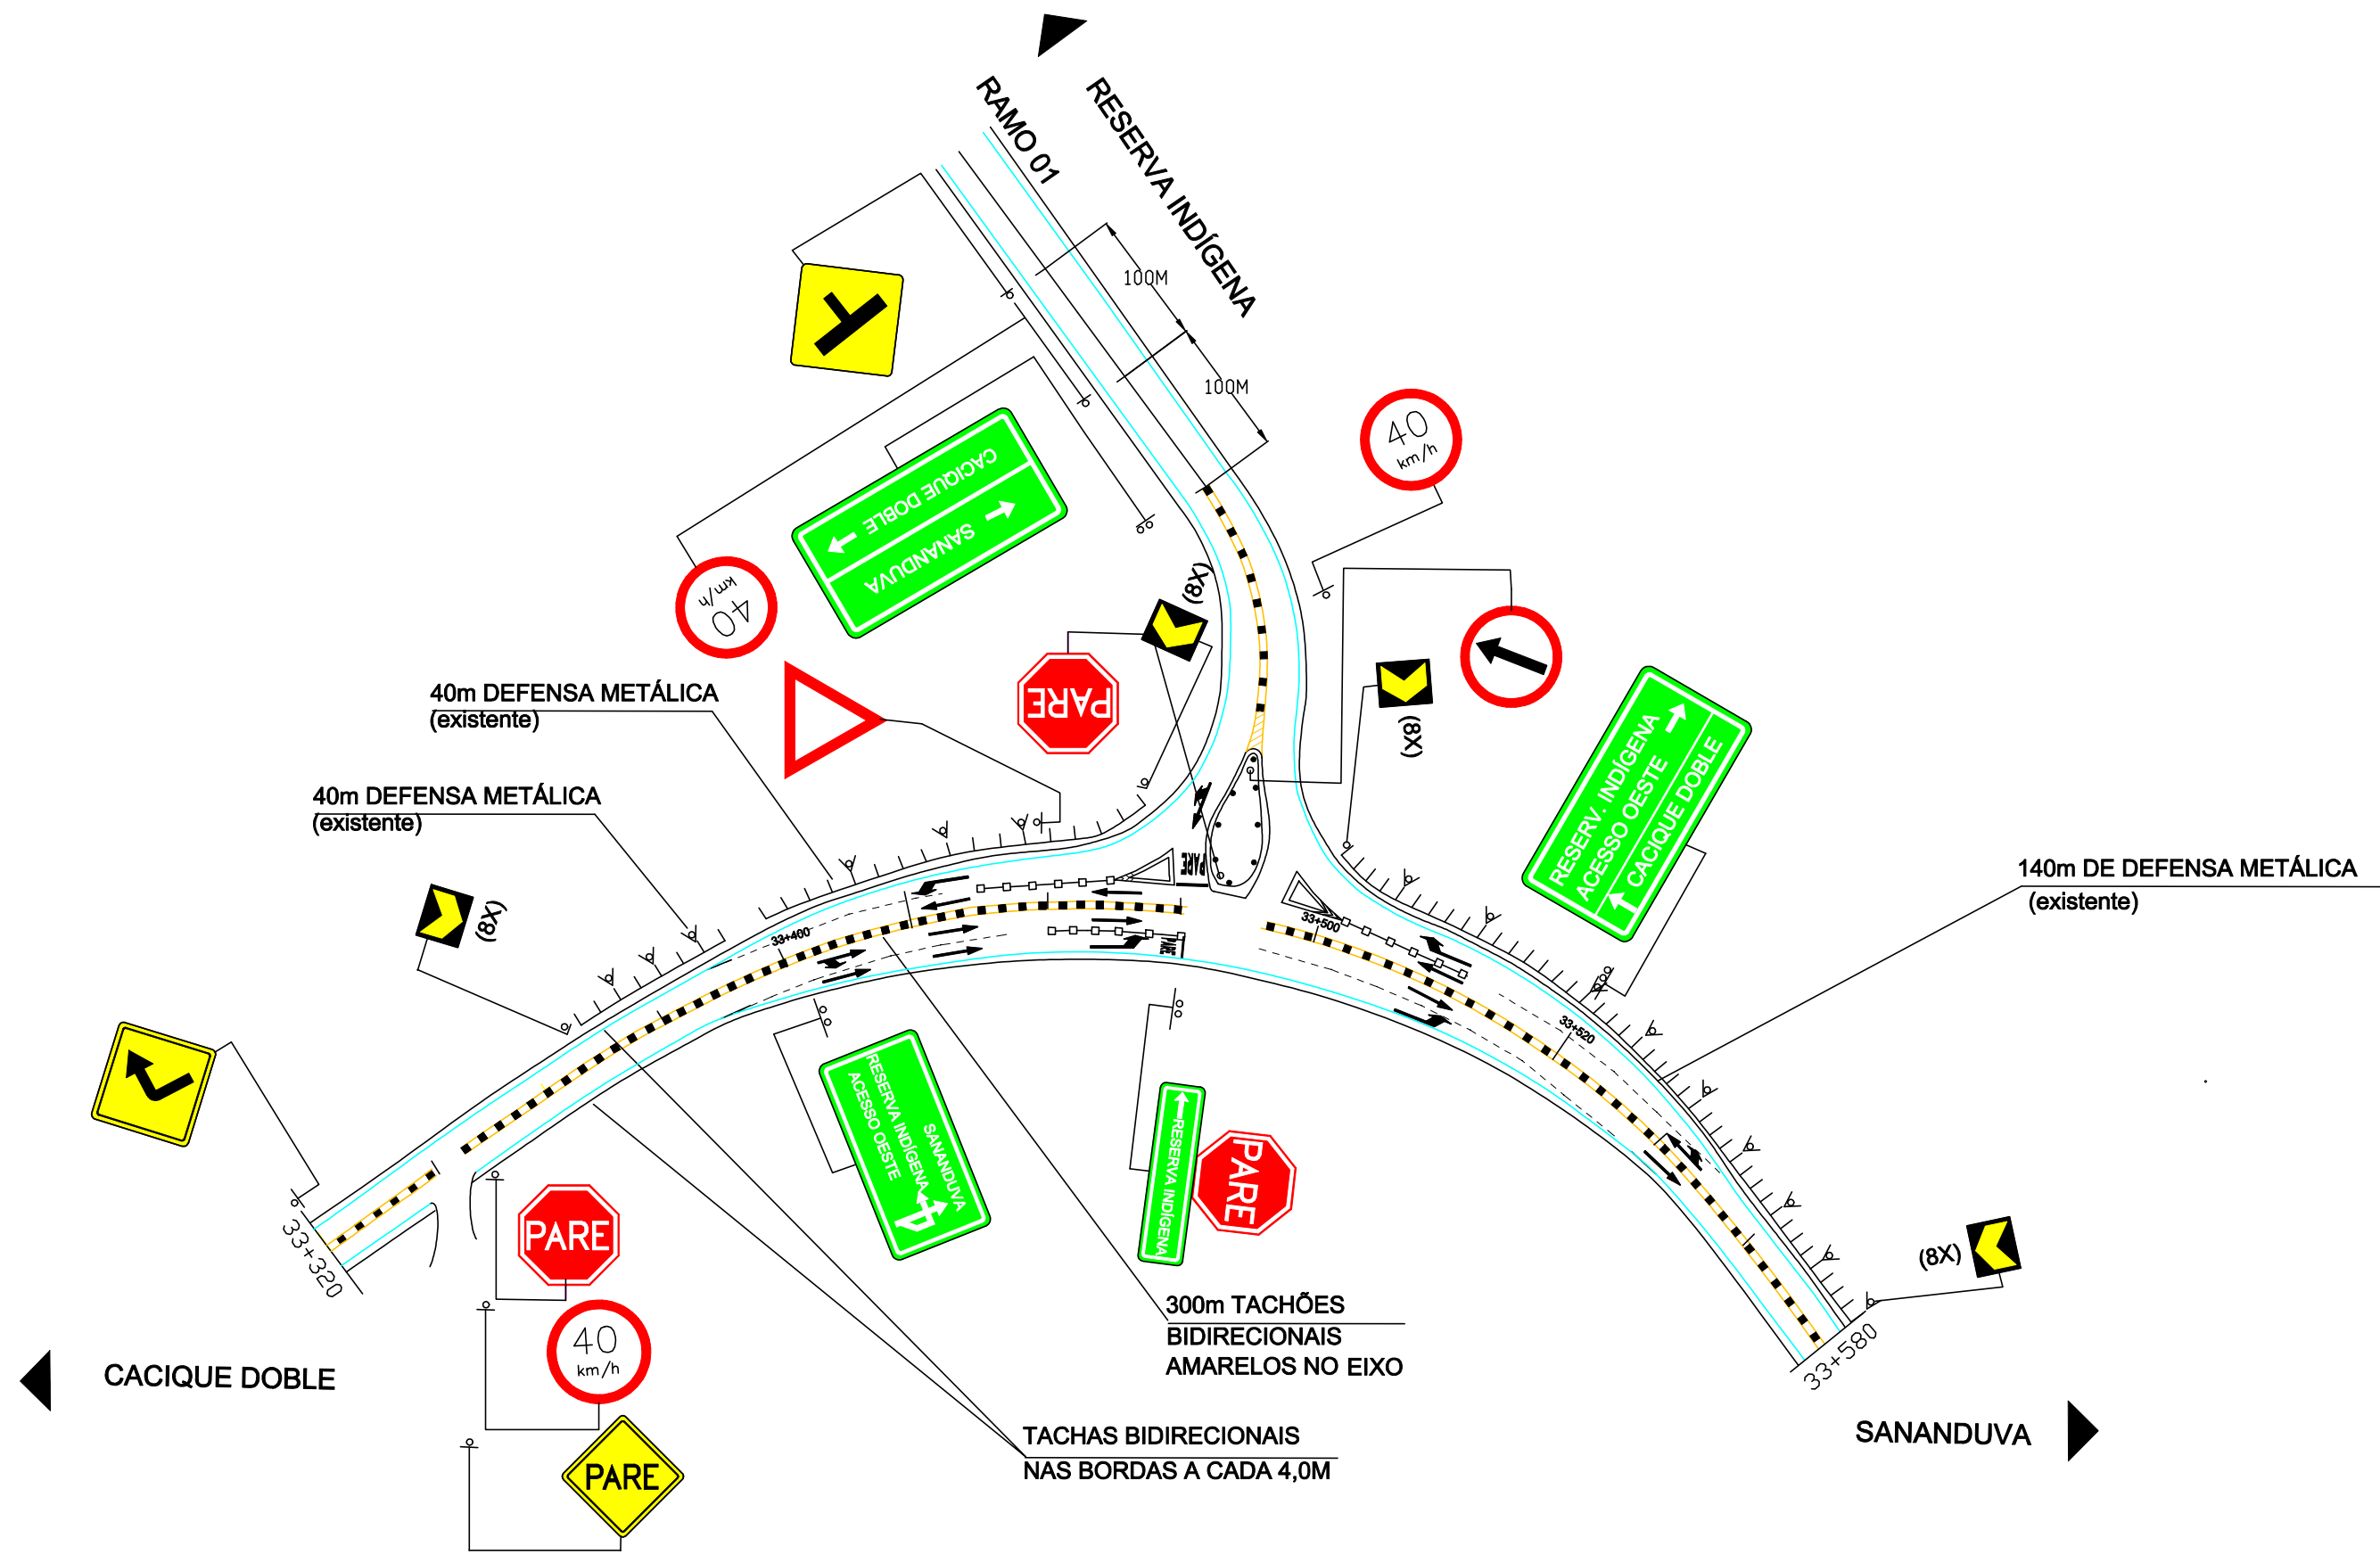 RAMO 01
RESERVA INDÍGENA
100M
100M
40
km/h
CACIQUE DOBLE
SANANDUVA
40
km/h
(8X)
PARE
(8X)
40m DEFENSA METÁLICA
(existente)
40m DEFENSA METÁLICA
(existente)
RESERV. INDÍGENA
ACESSO OESTE
CACIQUE DOBLE
140m DE DEFENSA METÁLICA
(existente)
(8X)
PARE
33+400
33+500
PARE
33+520
SANANDUVA
RESERVA INDÍGENA
ACESSO OESTE
RESERVA INDÍGENA
PARE
33+320
PARE
40
km/h
PARE
(8X)
33+580
300m TACHÕES
BIDIRECIONAIS
AMARELOS NO EIXO
TACHAS BIDIRECIONAIS
NAS BORDAS A CADA 4,0M
CACIQUE DOBLE
SANANDUVA